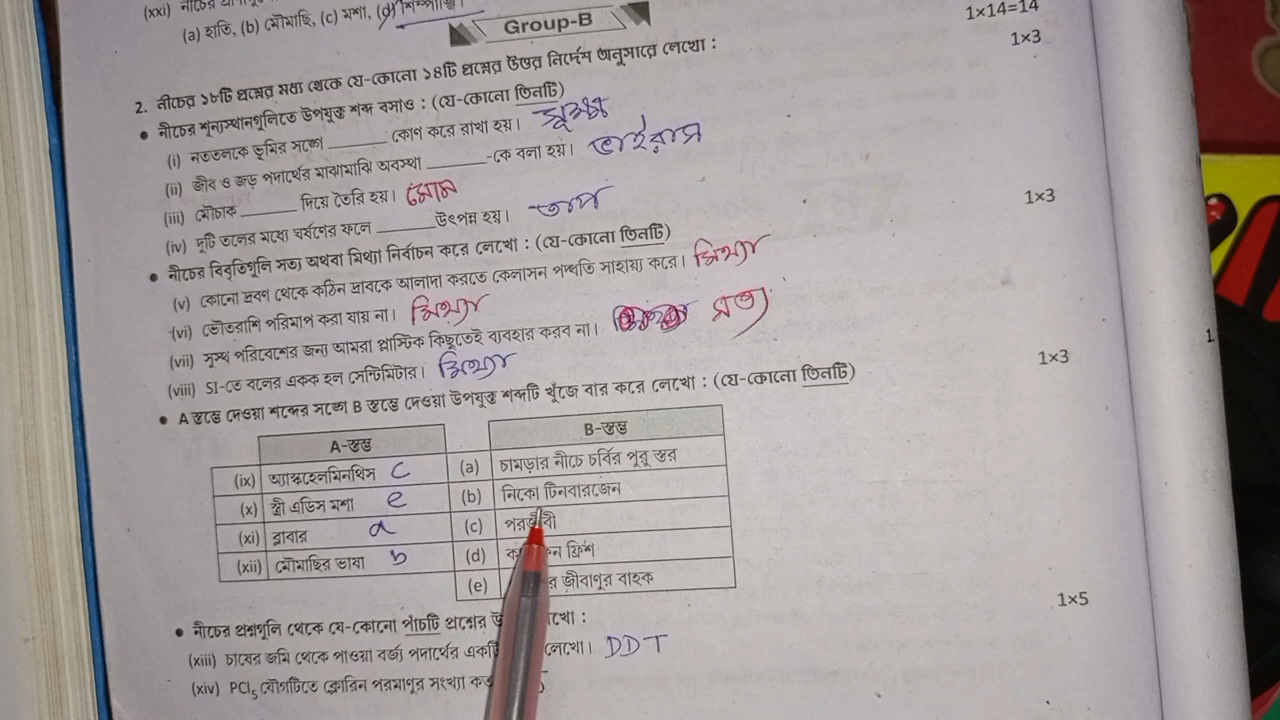 (xxi) নীচের
(a) হাতি, (b) মৌমাছি, (c) মশা, (d) শিম্পাঞ্জি।
Group-B
1×14=14
2. নীচের ১৮টি প্রশ্নের মধ্য থেকে যে-কোনো ১৪টি প্রশ্নের উত্তর নির্দেশ অনুসারে লেখো :
1×3
• নীচের শূন্যস্থানগুলিতে উপযুক্ত শব্দ বসাও : (যে-কোনো তিনটি)
(i) নততলকে ভূমির সঙ্গে ______ কোণ করে রাখা হয়। সূক্ষ্ম
(ii) জীব ও জড় পদার্থের মাঝামাঝি অবস্থা ______-কে বলা হয়। ভাইরাস
(iii) মৌচাক ______ দিয়ে তৈরি হয়। মোম
(iv) দুটি তলের মধ্যে ঘর্ষণের ফলে ______ উৎপন্ন হয়। তাপ
• নীচের বিবৃতিগুলি সত্য অথবা মিথ্যা নির্বাচন করে লেখো : (যে-কোনো তিনটি) 1×3
(v) কোনো দ্রবণ থেকে কঠিন দ্রাবকে আলাদা করতে কেলাসন পদ্ধতি সাহায্য করে। মিথ্যা
(vi) ভৌতরাশি পরিমাপ করা যায় না। মিথ্যা
(vii) সুস্থ পরিবেশের জন্য আমরা প্লাস্টিক কিছুতেই ব্যবহার করব না। সত্য
(viii) SI-তে বলের একক হল সেন্টিমিটার। মিথ্যা
• A স্তম্ভে দেওয়া শব্দের সঙ্গে B স্তম্ভে দেওয়া উপযুক্ত শব্দটি খুঁজে বার করে লেখো : (যে-কোনো তিনটি) 1×3
A-স্তম্ভ B-স্তম্ভ
(ix) অ্যাস্কহেলমিনথিস c (a) চামড়ার নীচে চর্বির পুরু স্তর
(x) স্ত্রী এডিস মশা e (b) নিকো টিনবারজেন
(xi) ব্লাবার a (c) পরজীবী
(xii) মৌমাছির ভাষা b (d) ফ্রিশ
(e) জীবাণুর বাহক
• নীচের প্রশ্নগুলি থেকে যে-কোনো পাঁচটি প্রশ্নের লেখো : 1×5
(xiii) চাষের জমি থেকে পাওয়া বর্জ্য পদার্থের একটি লেখো। DDT
(xiv) PCl5 যৌগটিতে ক্লোরিন পরমাণুর সংখ্যা কত